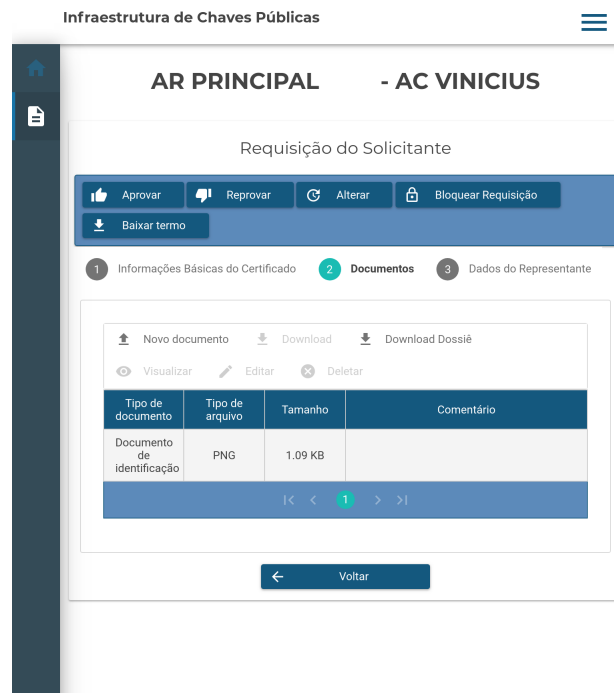 Infraestrutura de Chaves Públicas
AR PRINCIPAL - AC VINICIUS
Requisição do Solicitante
Aprovar Reprovar Alterar Bloquear Requisição
Baixar termo
1 Informações Básicas do Certificado 2 Documentos 3 Dados do Representante
Novo documento Download Download Dossiê
Visualizar Editar Deletar
Tipo de documento Tipo de arquivo Tamanho Comentário
Documento de identificação PNG 1.09 KB
1
Voltar